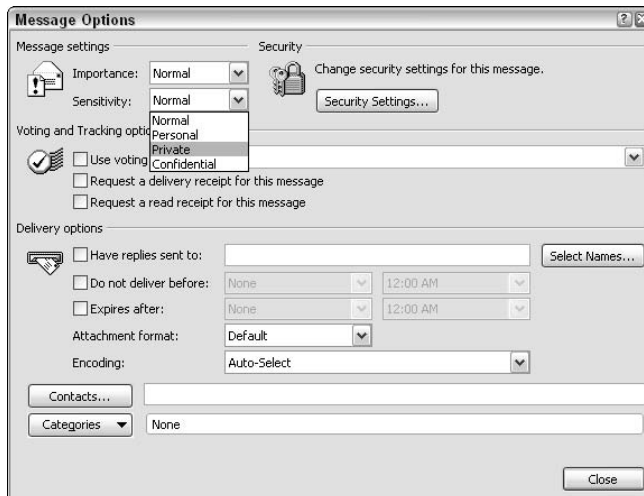 Message Options
Message settings
Security
Importance: Normal
Change security settings for this message.
Sensitivity: Normal
Security Settings...
Normal
Personal
Private
Confidential
Voting and Tracking optio
Use voting
Request a delivery receipt for this message
Request a read receipt for this message
Delivery options
Have replies sent to:
Select Names...
Do not deliver before: None 12:00 AM
Expires after: None 12:00 AM
Attachment format: Default
Encoding: Auto-Select
Contacts...
Categories None
Close